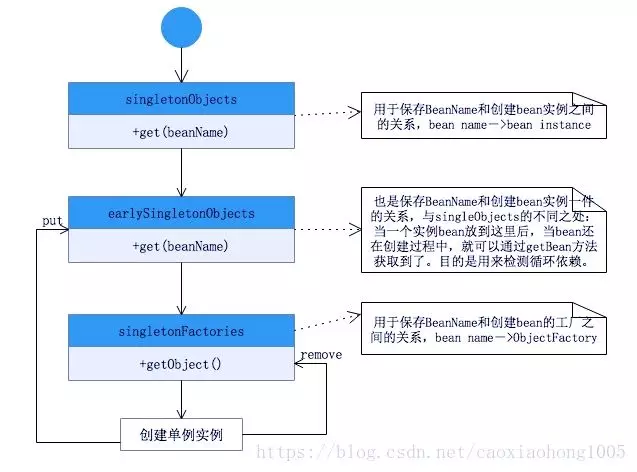 singletonObjects
+get(beanName)
用于保存BeanName和创建bean实例之间
的关系，bean name－>bean instance
earlySingletonObjects
+get(beanName)
put
也是保存BeanName和创建bean实例一件
的关系，与singleObjects的不同之处：
当一个实例bean放到这里后，当bean还
在创建过程中，就可以通过getBean方法
获取到了。目的是用来检测循环依赖。
singletonFactories
+getObject()
用于保存BeanName和创建bean的工厂之
间的关系，bean name－>ObjectFactory
remove
创建单例实例
https://blog.csdn.net/caoxiaohong1005